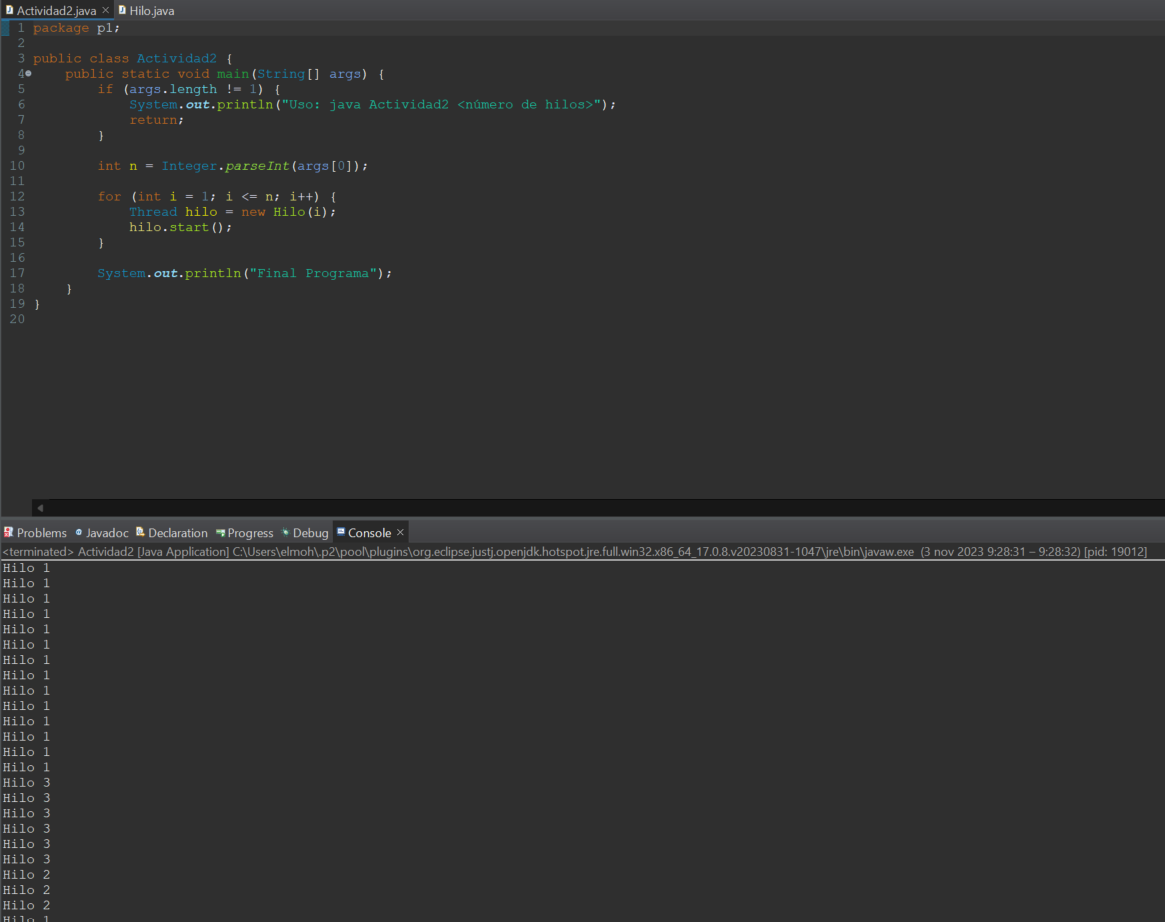 Actividad2.java × Hilo.java
1 package pl;
2
3 public class Actividad2 {
4 public static void main(String[] args) {
5 if (args.length != 1) {
6 System.out.println("Uso: java Actividad2 <número de hilos>");
7 return;
8 }
9
10 int n = Integer.parseInt(args[0]);
11
12 for (int i = 1; i <= n; i++) {
13 Thread hilo = new Hilo(i);
14 hilo.start();
15 }
16
17 System.out.println("Final Programa");
18 }
19 }
20
Problems Javadoc Declaration Progress Debug Console ×
<terminated> Actividad2 [Java Application] C:\Users\elmoh\.p2\pool\plugins\org.eclipse.justj.openjdk.hotspot.jre.full.win32.x86_64_17.0.8.v20230831-1047\jre\bin\javaw.exe (3 nov 2023 9:28:31 – 9:28:32) [pid: 19012]
Hilo 1
Hilo 1
Hilo 1
Hilo 1
Hilo 1
Hilo 1
Hilo 1
Hilo 1
Hilo 1
Hilo 1
Hilo 1
Hilo 1
Hilo 1
Hilo 1
Hilo 3
Hilo 3
Hilo 3
Hilo 3
Hilo 3
Hilo 3
Hilo 2
Hilo 2
Hilo 2
Hilo 1